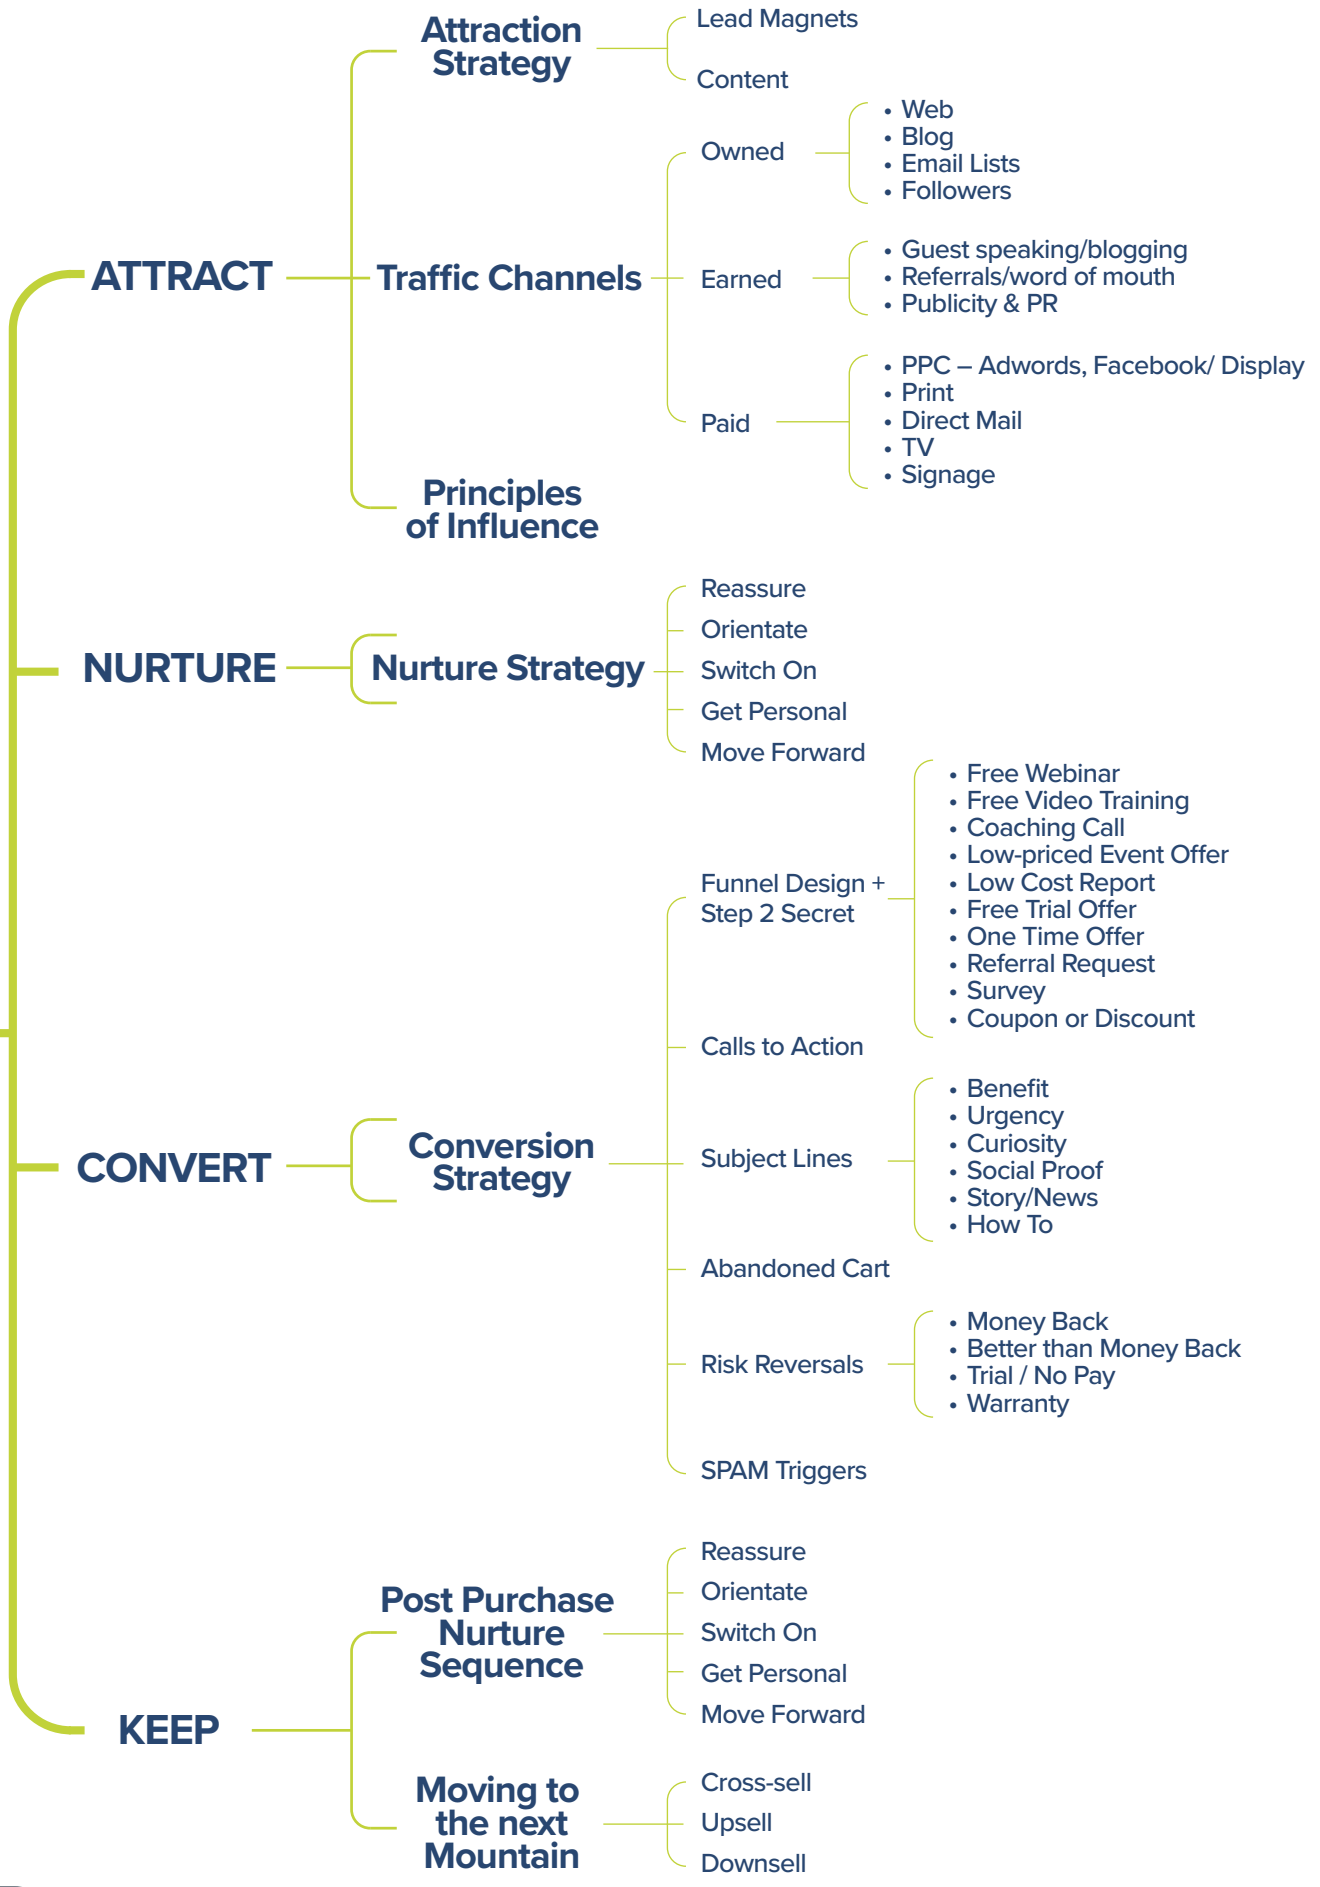 ATTRACT
Attraction
Strategy
Lead Magnets
Content
Traffic Channels
Owned
• Web
• Blog
• Email Lists
• Followers
Earned
• Guest speaking/blogging
• Referrals/word of mouth
• Publicity & PR
Paid
• PPC – Adwords, Facebook/ Display
• Print
• Direct Mail
• TV
• Signage
Principles
of Influence
NURTURE
Nurture Strategy
Reassure
Orientate
Switch On
Get Personal
Move Forward
CONVERT
Conversion
Strategy
Funnel Design +
Step 2 Secret
• Free Webinar
• Free Video Training
• Coaching Call
• Low-priced Event Offer
• Low Cost Report
• Free Trial Offer
• One Time Offer
• Referral Request
• Survey
• Coupon or Discount
Calls to Action
Subject Lines
• Benefit
• Urgency
• Curiosity
• Social Proof
• Story/News
• How To
Abandoned Cart
Risk Reversals
• Money Back
• Better than Money Back
• Trial / No Pay
• Warranty
SPAM Triggers
KEEP
Post Purchase
Nurture
Sequence
Reassure
Orientate
Switch On
Get Personal
Move Forward
Moving to
the next
Mountain
Cross-sell
Upsell
Downsell